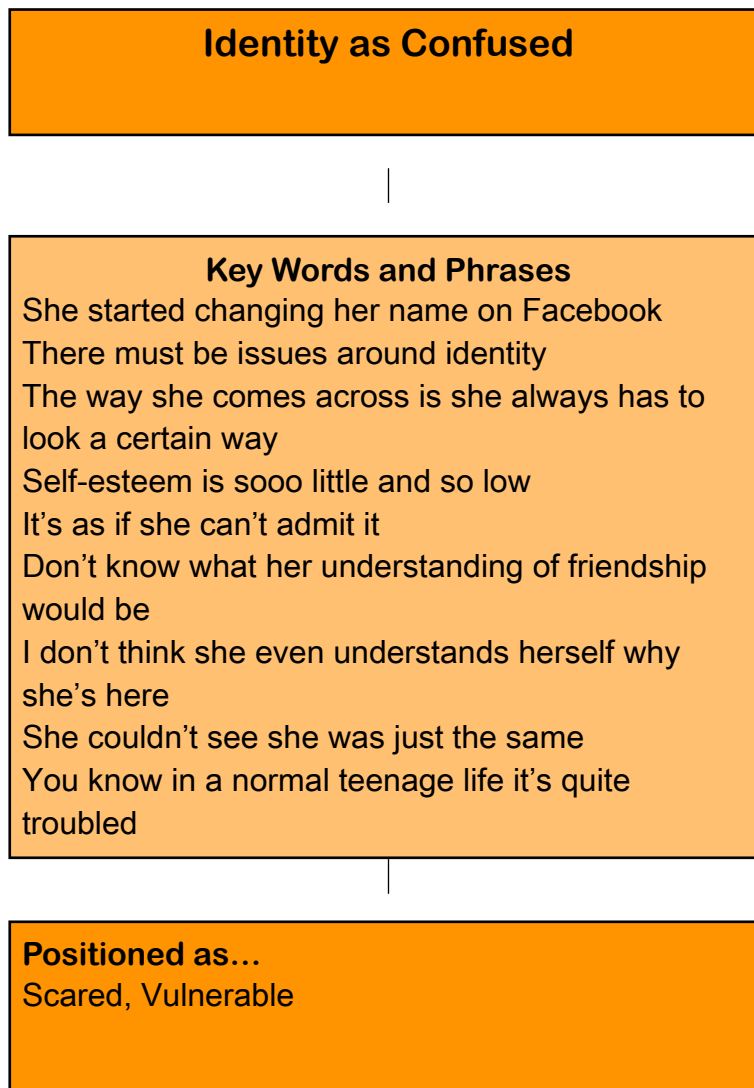 Identity as Confused
Key Words and Phrases
She started changing her name on Facebook
There must be issues around identity
The way she comes across is she always has to
look a certain way
Self-esteem is sooo little and so low
It’s as if she can’t admit it
Don’t know what her understanding of friendship
would be
I don’t think she even understands herself why
she’s here
She couldn’t see she was just the same
You know in a normal teenage life it’s quite
troubled
Positioned as…
Scared, Vulnerable